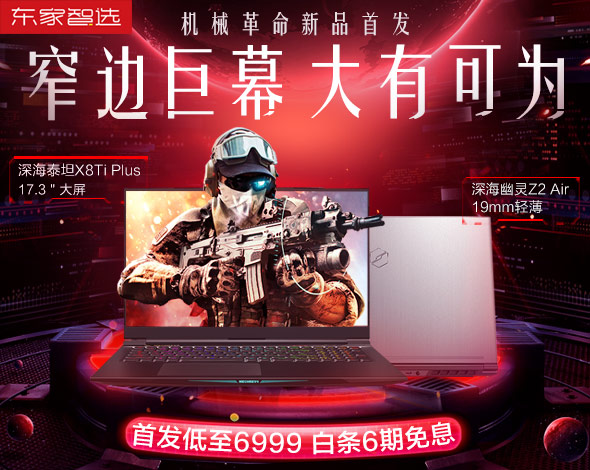 东家智选
机械革命新品首发
窄边巨幕 大有可为
深海泰坦X8Ti Plus
17.3 " 大屏
深海幽灵Z2 Air
19mm轻薄
首发低至6999 白条6期免息